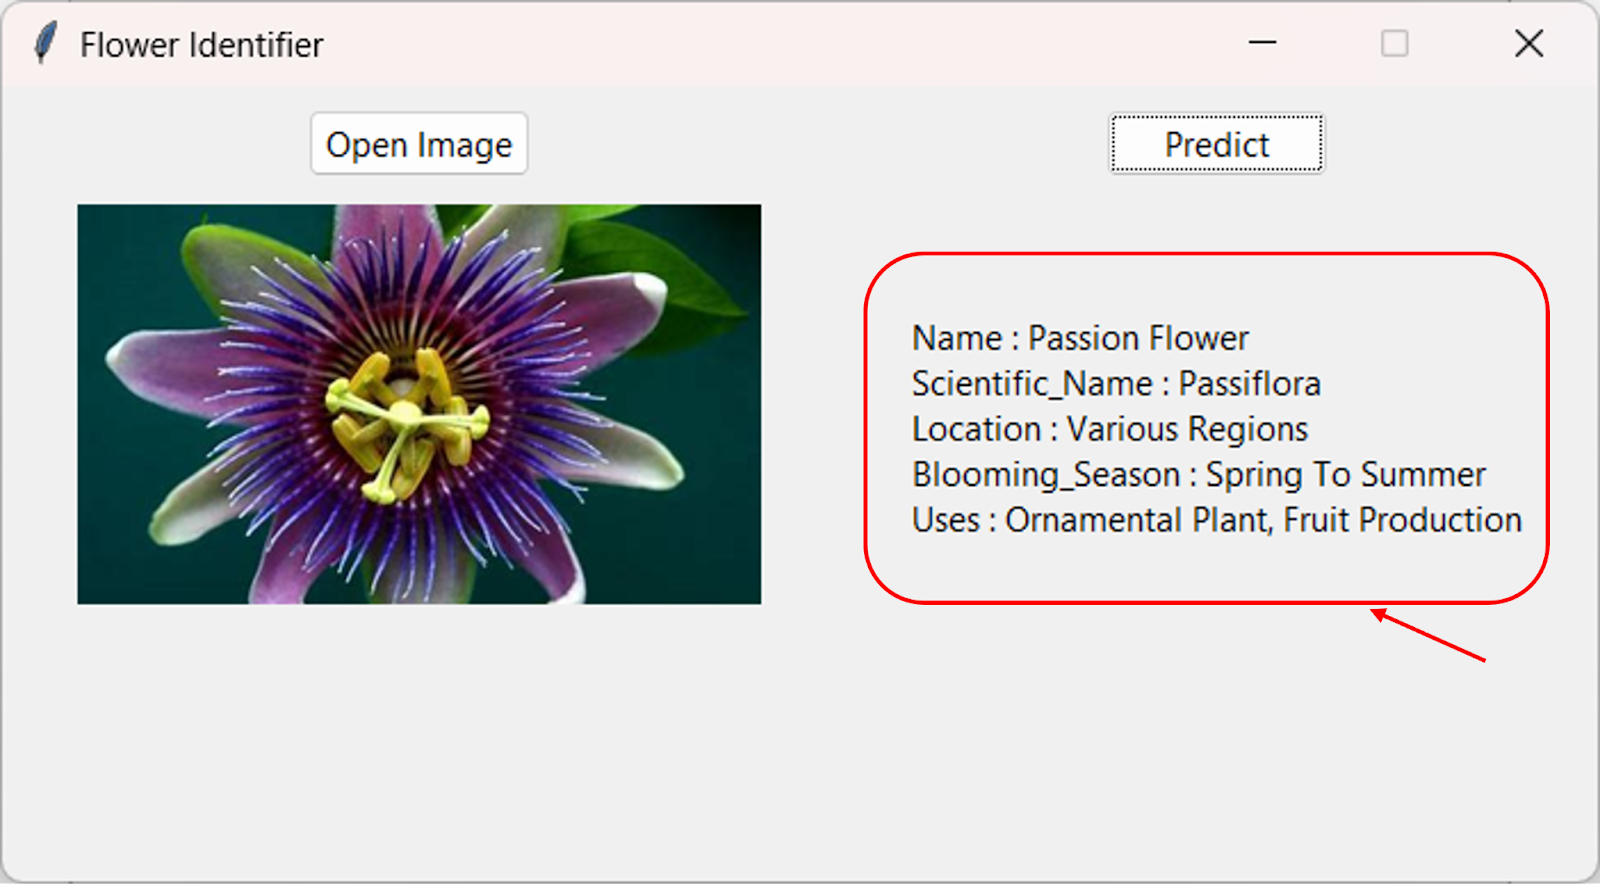 Flower Identifier
Open Image
Predict
Name : Passion Flower
Scientific_Name : Passiflora
Location : Various Regions
Blooming_Season : Spring To Summer
Uses : Ornamental Plant, Fruit Production